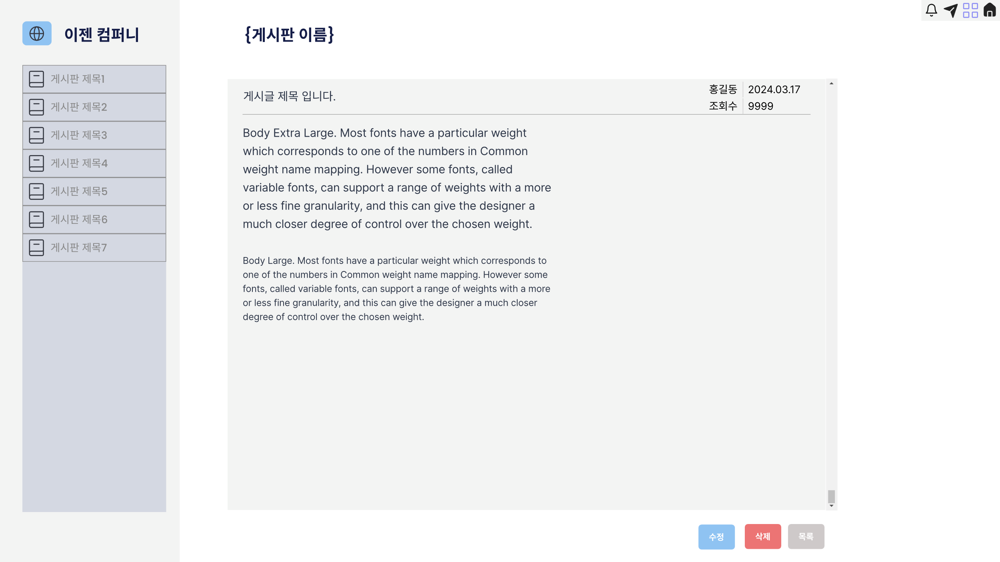 이젠 컴퍼니
게시판 제목1
게시판 제목2
게시판 제목3
게시판 제목4
게시판 제목5
게시판 제목6
게시판 제목7
{게시판 이름}
게시글 제목 입니다.
홍길동 2024.03.17
조회수 9999
Body Extra Large. Most fonts have a particular weight
which corresponds to one of the numbers in Common
weight name mapping. However some fonts, called
variable fonts, can support a range of weights with a more
or less fine granularity, and this can give the designer a
much closer degree of control over the chosen weight.
Body Large. Most fonts have a particular weight which corresponds to
one of the numbers in Common weight name mapping. However some
fonts, called variable fonts, can support a range of weights with a more
or less fine granularity, and this can give the designer a much closer
degree of control over the chosen weight.
수정 삭제 목록